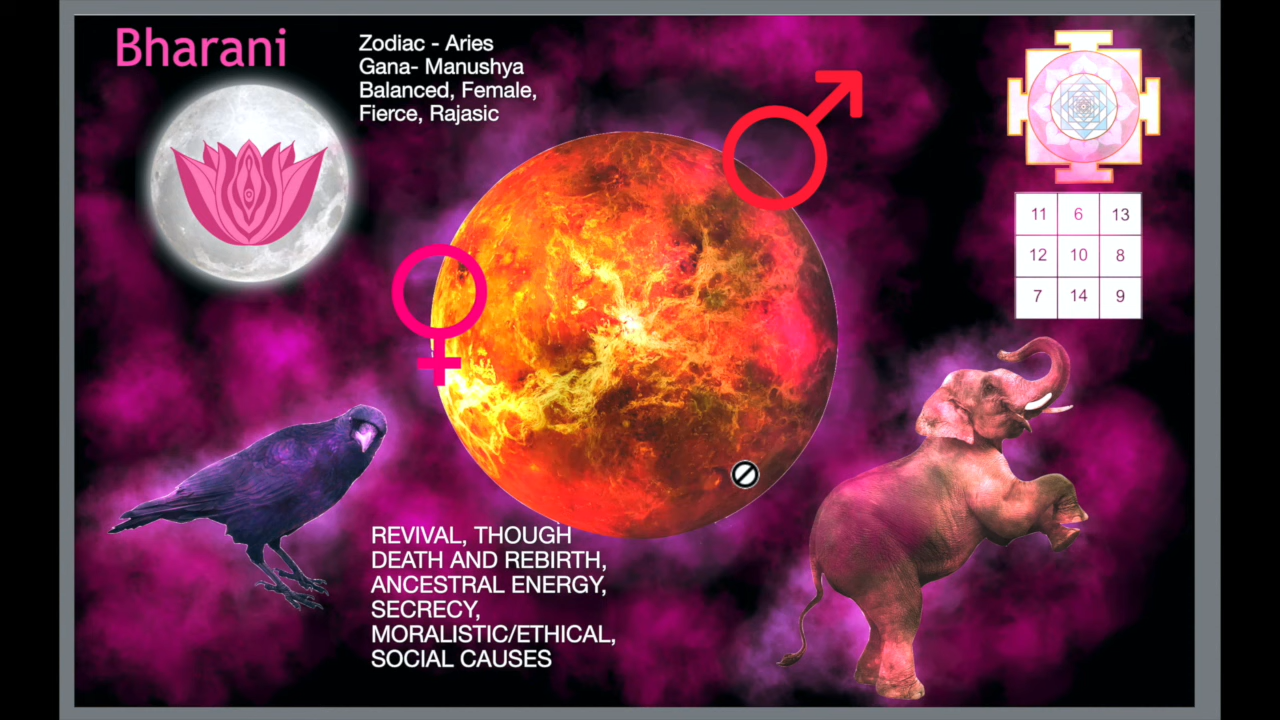 Bharani
Zodiac - Aries
Gana- Manushya
Balanced, Female,
Fierce, Rajasic
11 6 13
12 10 8
7 14 9
REVIVAL, THOUGH
DEATH AND REBIRTH,
ANCESTRAL ENERGY,
SECRECY,
MORALISTIC/ETHICAL,
SOCIAL CAUSES